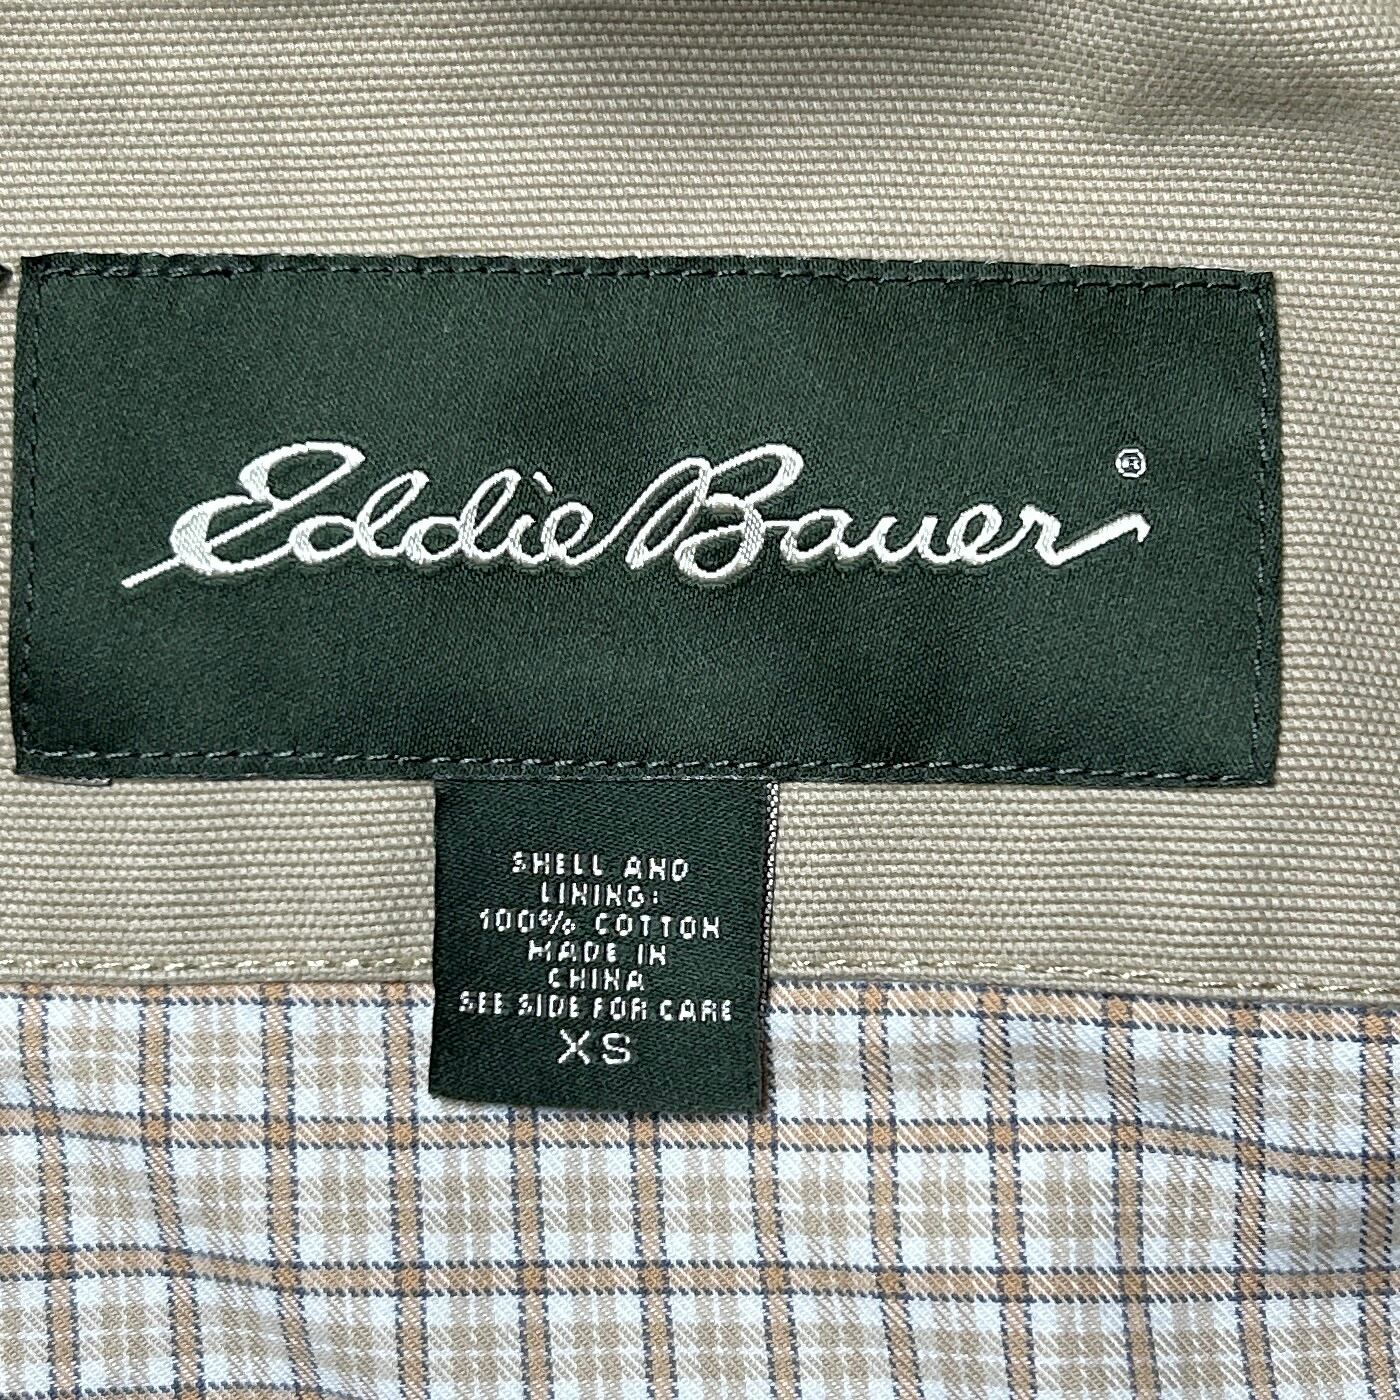 Eddie Bauer ®
SHELL AND
LINING:
100% COTTON
MADE IN
CHINA
SEE SIDE FOR CARE
XS